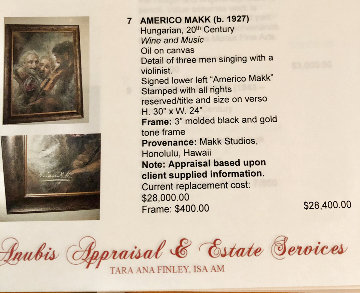 7 AMERICO MAKK (b. 1927)
Hungarian, 20th Century
Wine and Music
Oil on canvas
Detail of three men singing with a
violinist.
Signed lower left "Americo Makk"
Stamped with all rights
reserved/title and size on verso
H. 30" x W. 24"
Frame: 3" molded black and gold
tone frame
Provenance: Makk Studios,
Honolulu, Hawaii
Note: Appraisal based upon
client supplied information.
Current replacement cost:
$28,000.00
Frame: $400.00 $28,400.00
Anubis Appraisal & Estate Services
TARA ANA FINLEY, ISA AM